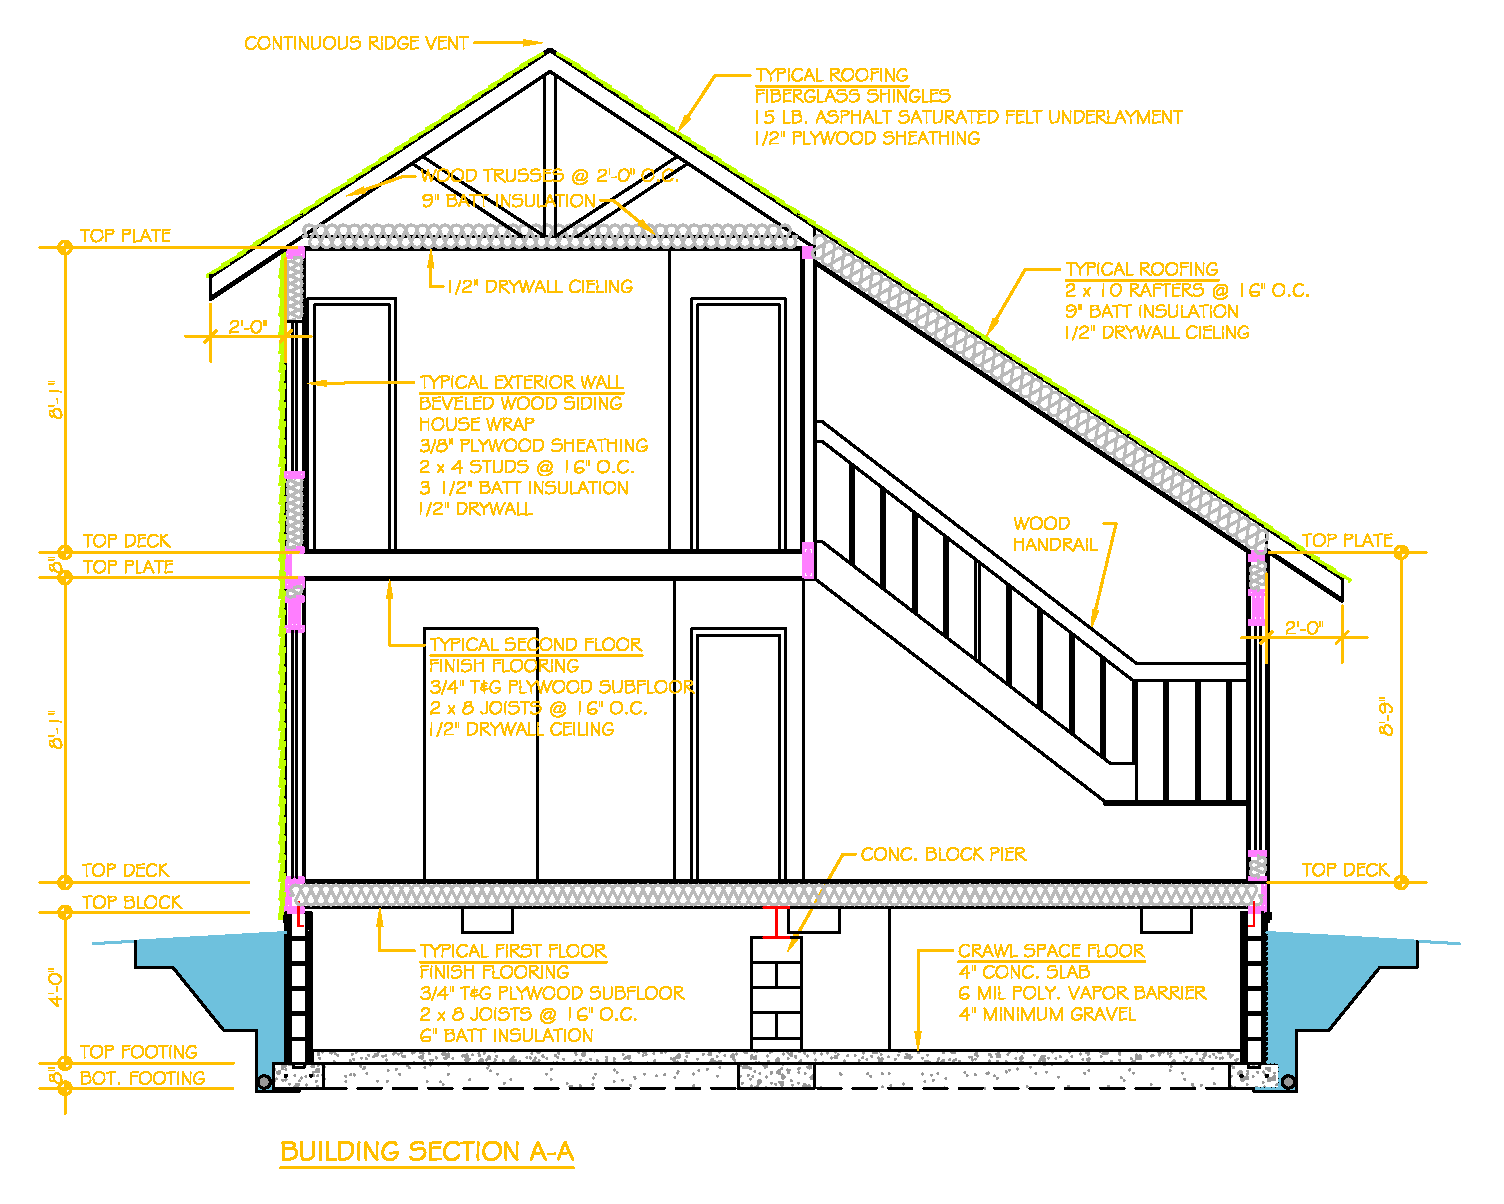 CONTINUOUS RIDGE VENT
TYPICAL ROOFING
FIBERGLASS SHINGLES
15 LB. ASPHALT SATURATED FELT UNDERLAYMENT
1/2" PLYWOOD SHEATHING
WOOD TRUSSES @ 2'-0" O.C.
9" BATT INSULATION
TOP PLATE
1/2" DRYWALL CIELING
TYPICAL ROOFING
2 x 10 RAFTERS @ 16" O.C.
9" BATT INSULATION
1/2" DRYWALL CIELING
2'-0"
8'-1"
TYPICAL EXTERIOR WALL
BEVELED WOOD SIDING
HOUSE WRAP
3/8" PLYWOOD SHEATHING
2 x 4 STUDS @ 16" O.C.
3 1/2" BATT INSULATION
1/2" DRYWALL
WOOD
HANDRAIL
TOP DECK
8"
TOP PLATE
TOP PLATE
2'-0"
TYPICAL SECOND FLOOR
FINISH FLOORING
3/4" T&G PLYWOOD SUBFLOOR
2 x 8 JOISTS @ 16" O.C.
1/2" DRYWALL CEILING
8'-1"
8'-9"
CONC. BLOCK PIER
TOP DECK
TOP DECK
TOP BLOCK
TYPICAL FIRST FLOOR
FINISH FLOORING
3/4" T&G PLYWOOD SUBFLOOR
2 x 8 JOISTS @ 16" O.C.
6" BATT INSULATION
CRAWL SPACE FLOOR
4" CONC. SLAB
6 MIL POLY. VAPOR BARRIER
4" MINIMUM GRAVEL
4'-0"
TOP FOOTING
8"
BOT. FOOTING
BUILDING SECTION A-A